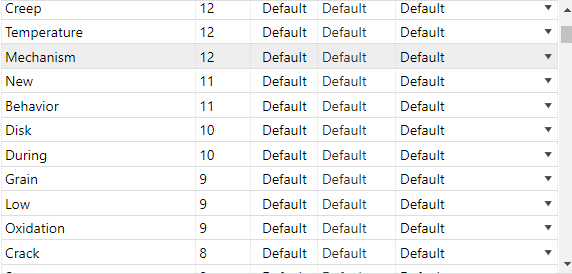 Creep 12 Default Default Default
Temperature 12 Default Default Default
Mechanism 12 Default Default Default
New 11 Default Default Default
Behavior 11 Default Default Default
Disk 10 Default Default Default
During 10 Default Default Default
Grain 9 Default Default Default
Low 9 Default Default Default
Oxidation 9 Default Default Default
Crack 8 Default Default Default